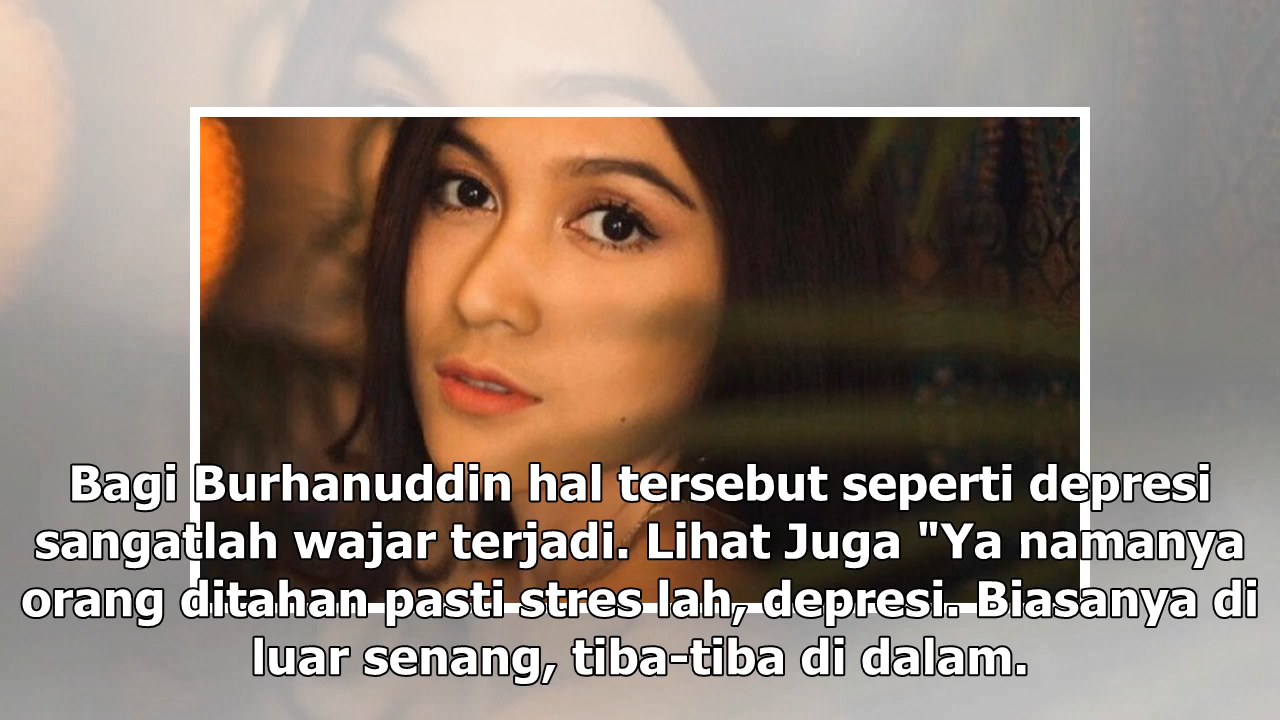 Bagi Burhanuddin hal tersebut seperti depresi
sangatlah wajar terjadi. Lihat Juga "Ya namanya
orang ditahan pasti stres lah, depresi. Biasanya di
luar senang, tiba-tiba di dalam.